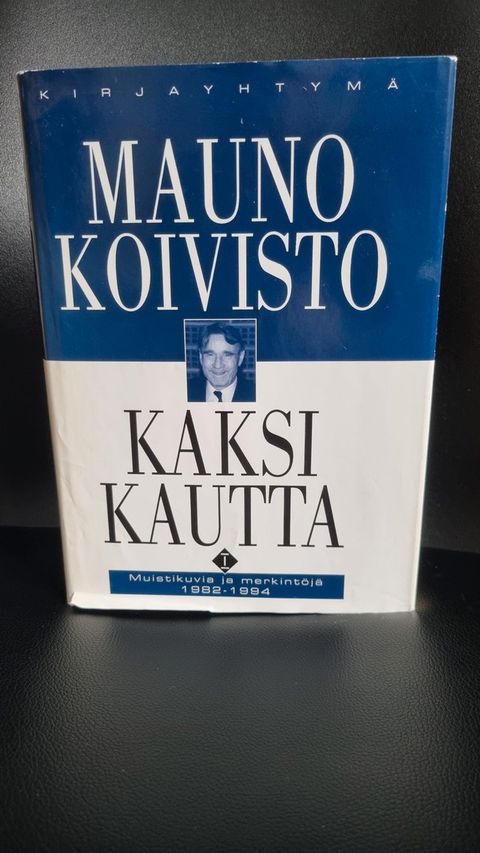 KIRJAYHTYMÄ
MAUNO
KOIVISTO
KAKSI
KAUTTA
I
Muistikuvia ja merkintöjä
1982-1994